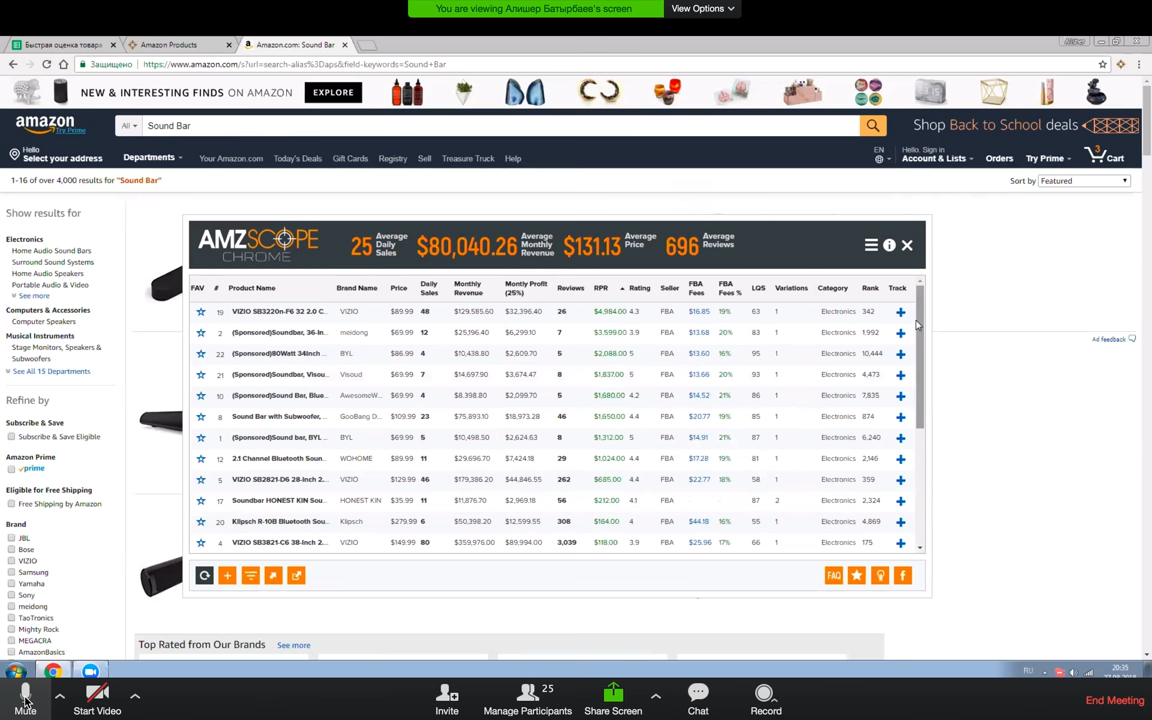 You are viewing Алишер Батырбаев's screen View Options
Быстрая оценка товара Amazon Products Amazon.com: Sound Bar
Защищено https://www.amazon.com/s?url=search-alias%3Daps&field-keywords=Sound+Bar
NEW & INTERESTING FINDS ON AMAZON EXPLORE
amazon Try Prime All Sound Bar Shop Back to School deals
Hello Select your address Departments Your Amazon.com Today's Deals Gift Cards Registry Sell Treasure Truck Help EN Hello. Sign in Account & Lists Orders Try Prime 3 Cart
1-16 of over 4,000 results for "Sound Bar" Sort by Featured
Show results for
Electronics
Home Audio Sound Bars
Surround Sound Systems
Home Audio Speakers
Portable Audio & Video
See more
Computers & Accessories
Computer Speakers
Musical Instruments
Stage Monitors, Speakers &
Subwoofers
See All 15 Departments
Refine by
Subscribe & Save
Subscribe & Save Eligible
Amazon Prime
prime
Eligible for Free Shipping
Free Shipping by Amazon
Brand
JBL
Bose
VIZIO
Samsung
Yamaha
Sony
meidong
TaoTronics
Mighty Rock
MEGACRA
AmazonBasics
AMZSCOPE CHROME 25 Average Daily Sales $80,040.26 Average Monthly Revenue $131.13 Average Price 696 Average Reviews
FAV # Product Name Brand Name Price Daily Sales Monthly Revenue Montly Profit (25%) Reviews RPR Rating Seller FBA Fees FBA Fees % LQS Variations Category Rank Track
19 VIZIO SB3220n-F6 32 2.0 C... VIZIO $89.99 48 $129,585.60 $32,396.40 26 $4,984.00 4.3 FBA $16.85 19% 63 1 Electronics 342
2 (Sponsored)Soundbar, 36-In... meidong $69.99 12 $25,196.40 $6,299.10 7 $3,599.00 3.9 FBA $13.68 20% 83 1 Electronics 1,992
22 (Sponsored)80Watt 34Inch ... BYL $86.99 4 $10,438.80 $2,609.70 5 $2,088.00 5 FBA $13.60 16% 95 1 Electronics 10,444
21 (Sponsored)Soundbar, Visou... Visoud $69.99 7 $14,697.90 $3,674.47 8 $1,837.00 5 FBA $13.66 20% 93 1 Electronics 4,473
10 (Sponsored)Sound Bar, Blue... AwesomeW... $69.99 4 $8,398.80 $2,099.70 5 $1,680.00 4.2 FBA $14.52 21% 86 1 Electronics 7,835
8 Sound Bar with Subwoofer,... GooBang D... $109.99 23 $75,893.10 $18,973.28 46 $1,650.00 4.4 FBA $20.77 19% 85 1 Electronics 874
1 (Sponsored)Sound bar, BYL ... BYL $69.99 5 $10,498.50 $2,624.63 8 $1,312.00 5 FBA $14.91 21% 87 1 Electronics 6,240
12 2.1 Channel Bluetooth Soun... WOHOME $89.99 11 $29,696.70 $7,424.18 29 $1,024.00 4.4 FBA $17.28 19% 81 1 Electronics 2,146
5 VIZIO SB2821-D6 28-Inch 2.... VIZIO $129.99 46 $179,386.20 $44,846.55 262 $685.00 4.4 FBA $22.77 18% 58 1 Electronics 359
17 Soundbar HONEST KIN Sou... HONEST KIN $35.99 11 $11,876.70 $2,969.18 56 $212.00 4.1 FBA - - 87 2 Electronics 2,324
20 Klipsch R-10B Bluetooth Sou... Klipsch $279.99 6 $50,398.20 $12,599.55 308 $164.00 4 FBA $44.18 16% 55 1 Electronics 4,869
4 VIZIO SB3821-C6 38-Inch 2.... VIZIO $149.99 80 $359,976.00 $89,994.00 3,039 $118.00 3.9 FBA $25.96 17% 66 1 Electronics 175
FAQ
Ad feedback
Top Rated from Our Brands See more
RU 20:35
Mute Start Video Invite Manage Participants 25 Share Screen Chat Record End Meeting